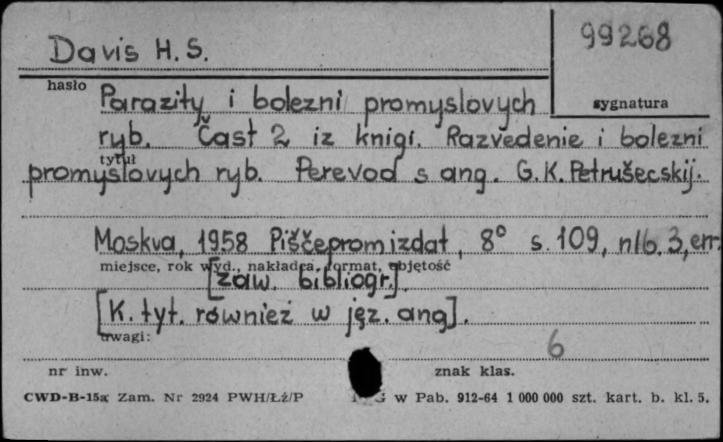 Davis H. S.
99268
hasło
sygnatura
Parazity i bolezni promyslovych
ryb. Čast 2 iz knigi. Razvedenie i bolezni
tytuł
promyslovych ryb. Perevod s ang. G. K. Petrušecskij.
Moskva, 1958 Piščepromizdat, 8° s. 109, nlb. 3, err.
miejsce, rok wyd., nakładca, format, objętość
[zaw. bibliogr.].
[K. tyt. również w jęz. ang].
uwagi:
6
nr inw.
znak klas.
CWD-B-15a Zam. Nr 2924 PWH/Łź/P
w Pab. 912-64 1 000 000 szt. kart. b. kl. 5.